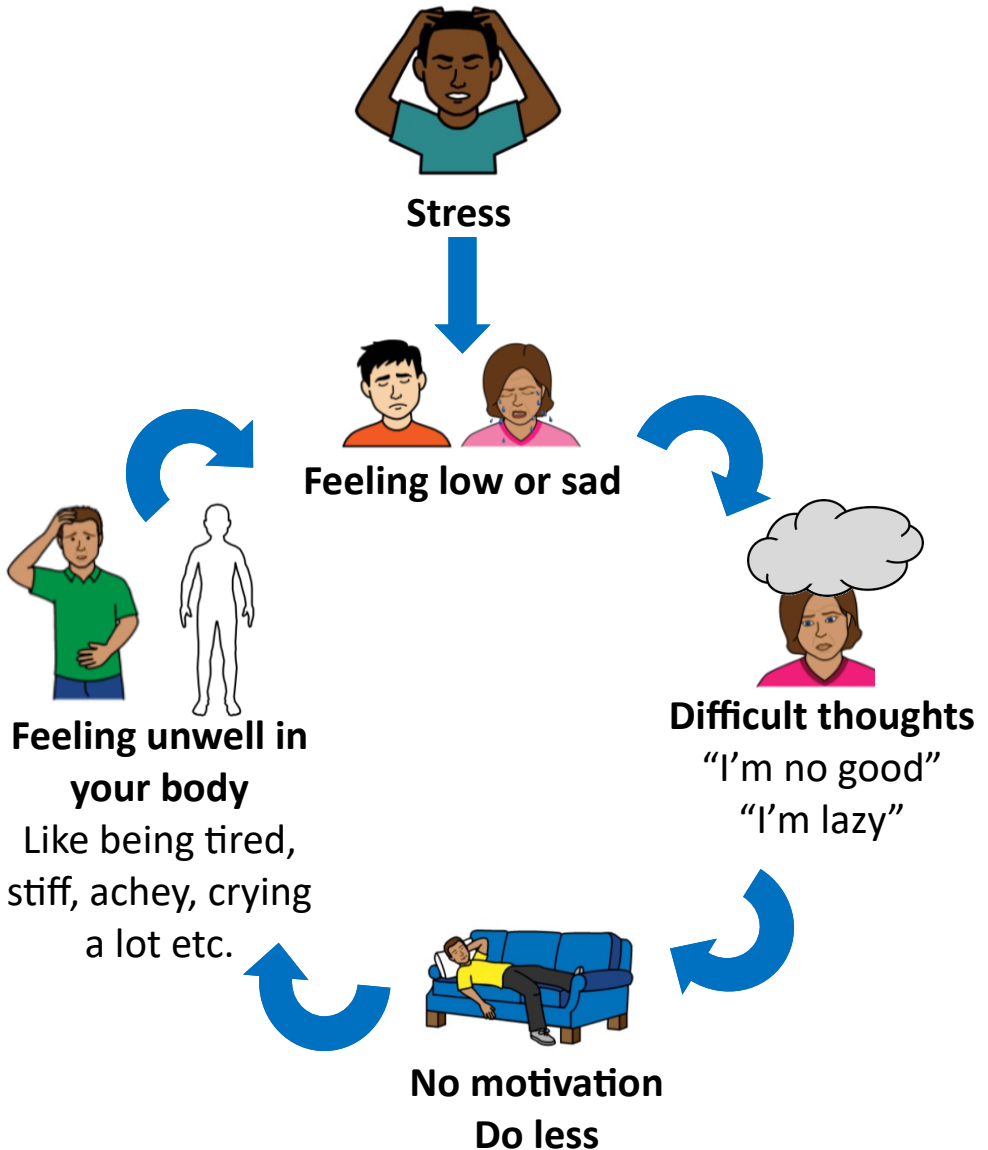 Stress
Feeling low or sad
Difficult thoughts
“I’m no good”
“I’m lazy”
No motivation
Do less
Feeling unwell in
your body
Like being tired,
stiff, achey, crying
a lot etc.